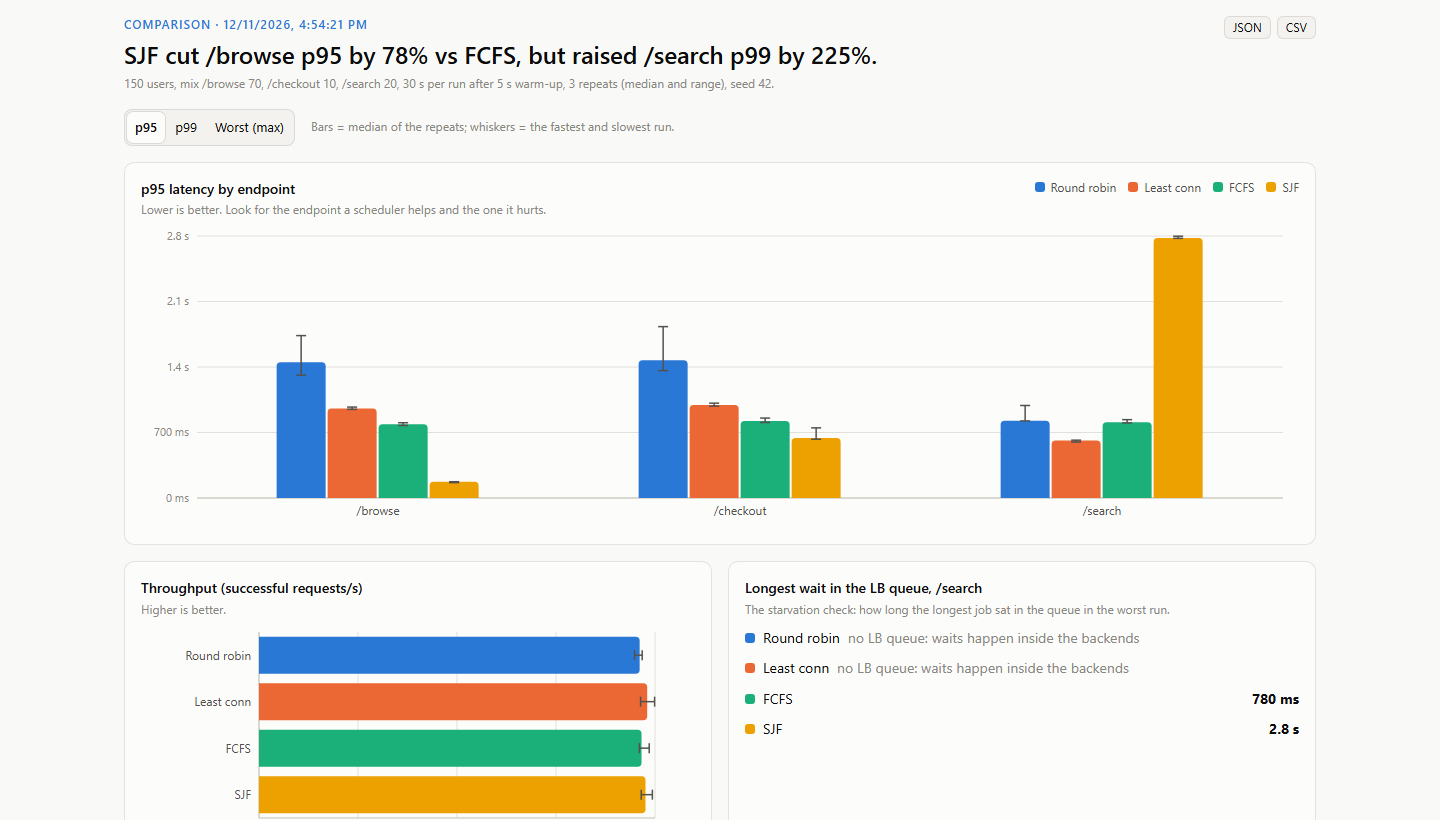 COMPARISON · 12/11/2026, 4:54:21 PM
JSON CSV
SJF cut /browse p95 by 78% vs FCFS, but raised /search p99 by 225%.
150 users, mix /browse 70, /checkout 10, /search 20, 30 s per run after 5 s warm-up, 3 repeats (median and range), seed 42.
p95 p99 Worst (max) Bars = median of the repeats; whiskers = the fastest and slowest run.
p95 latency by endpoint
Round robin Least conn FCFS SJF
Lower is better. Look for the endpoint a scheduler helps and the one it hurts.
2.8 s
2.1 s
1.4 s
700 ms
0 ms
/browse /checkout /search
Throughput (successful requests/s)
Higher is better.
Round robin
Least conn
FCFS
SJF
Longest wait in the LB queue, /search
The starvation check: how long the longest job sat in the queue in the worst run.
Round robin no LB queue: waits happen inside the backends
Least conn no LB queue: waits happen inside the backends
FCFS 780 ms
SJF 2.8 s